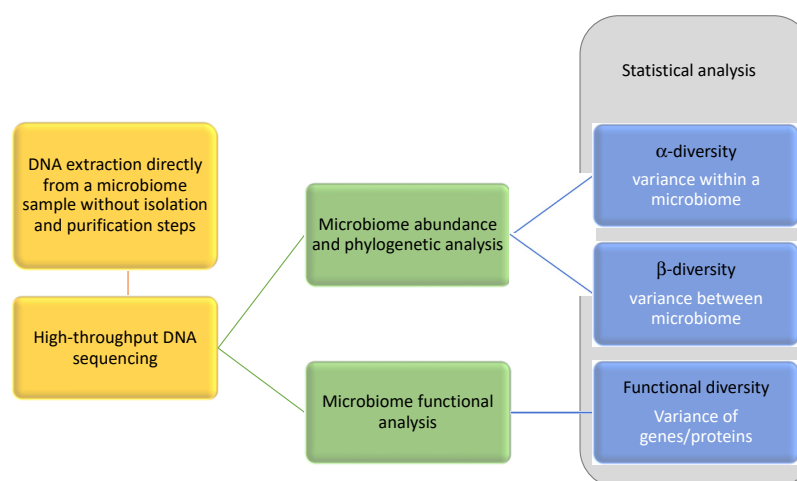 Statistical analysis
DNA extraction directly
from a microbiome
sample without isolation
and purification steps
High-throughput DNA
sequencing
Microbiome abundance
and phylogenetic analysis
Microbiome functional
analysis
α-diversity
variance within a
microbiome
β-diversity
variance between
microbiome
Functional diversity
Variance of
genes/proteins